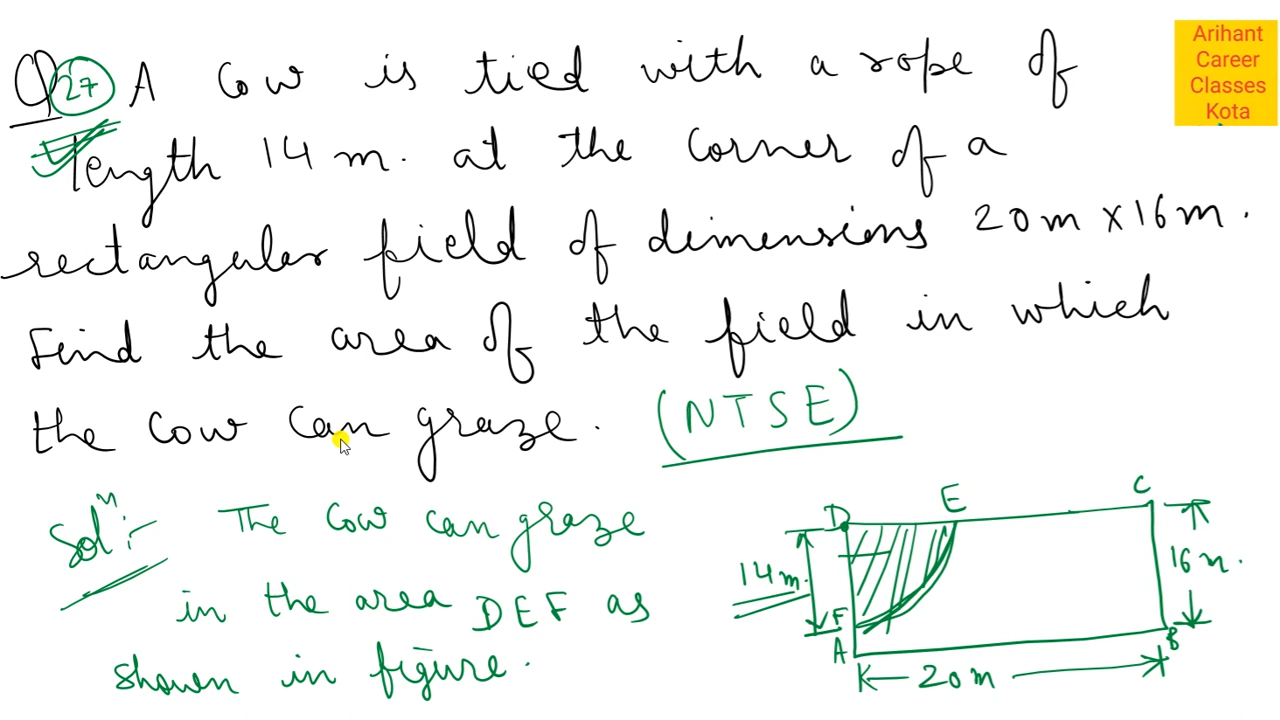 Q 27 A Cow is tied with a rope of
length 14 m. at the corner of a
rectangular field of dimensions 20m x 16m.
Find the area of the field in which
the cow can graze. (NTSE)
Solⁿ :- The cow can graze
in the area DEF as
shown in figure.
Arihant
Career
Classes
Kota
D E C
14m. 16m.
F
A B
20m